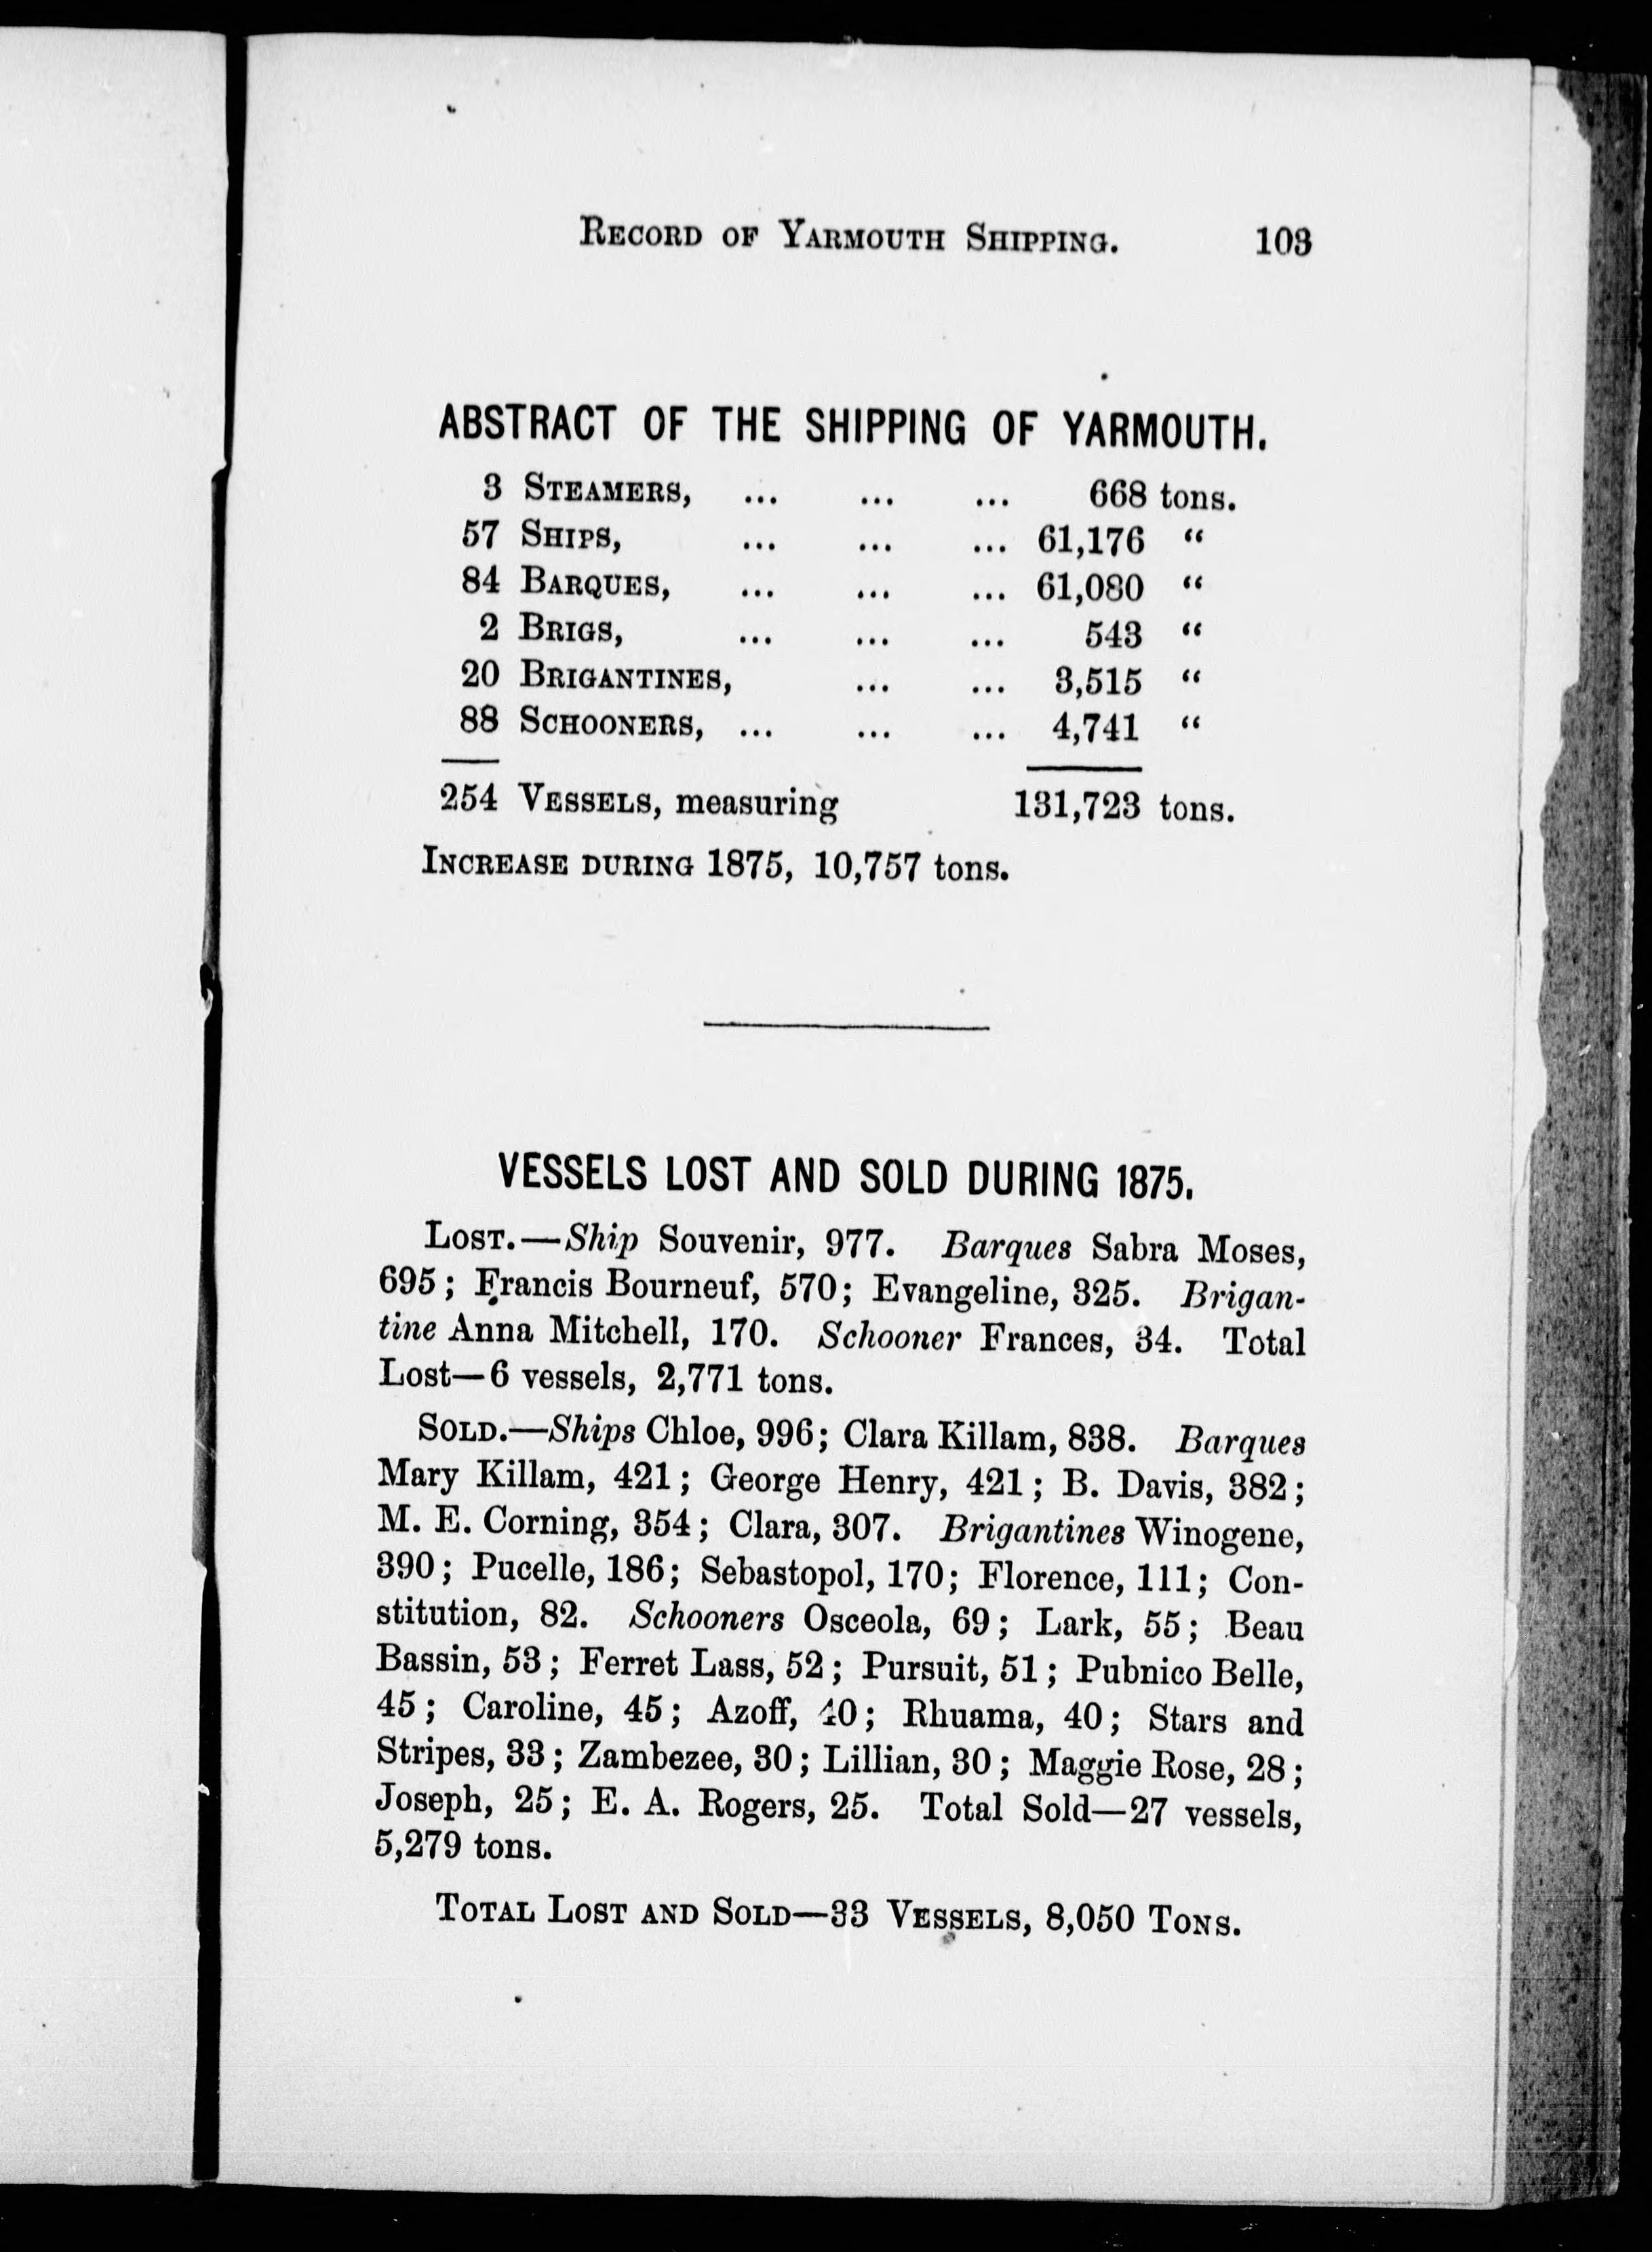 RECORD OF YARMOUTH SHIPPING. 103
ABSTRACT OF THE SHIPPING OF YARMOUTH.
3 STEAMERS, ... ... ... 668 tons.
57 SHIPS, ... ... ... 61,176 “
84 BARQUES, ... ... ... 61,080 “
2 BRIGS, ... ... ... 543 “
20 BRIGANTINES, ... ... 3,515 “
88 SCHOONERS, ... ... ... 4,741 “
254 VESSELS, measuring 131,723 tons.
INCREASE DURING 1875, 10,757 tons.
VESSELS LOST AND SOLD DURING 1875.
LOST.—Ship Souvenir, 977. Barques Sabra Moses,
695; Francis Bourneuf, 570; Evangeline, 325. Brigan-
tine Anna Mitchell, 170. Schooner Frances, 34. Total
Lost—6 vessels, 2,771 tons.
SOLD.—Ships Chloe, 996; Clara Killam, 838. Barques
Mary Killam, 421; George Henry, 421; B. Davis, 382;
M. E. Corning, 354; Clara, 307. Brigantines Winogene,
390; Pucelle, 186; Sebastopol, 170; Florence, 111; Con-
stitution, 82. Schooners Osceola, 69; Lark, 55; Beau
Bassin, 53; Ferret Lass, 52; Pursuit, 51; Pubnico Belle,
45; Caroline, 45; Azoff, 40; Rhuama, 40; Stars and
Stripes, 33; Zambezee, 30; Lillian, 30; Maggie Rose, 28;
Joseph, 25; E. A. Rogers, 25. Total Sold—27 vessels,
5,279 tons.
TOTAL LOST AND SOLD—33 VESSELS, 8,050 TONS.